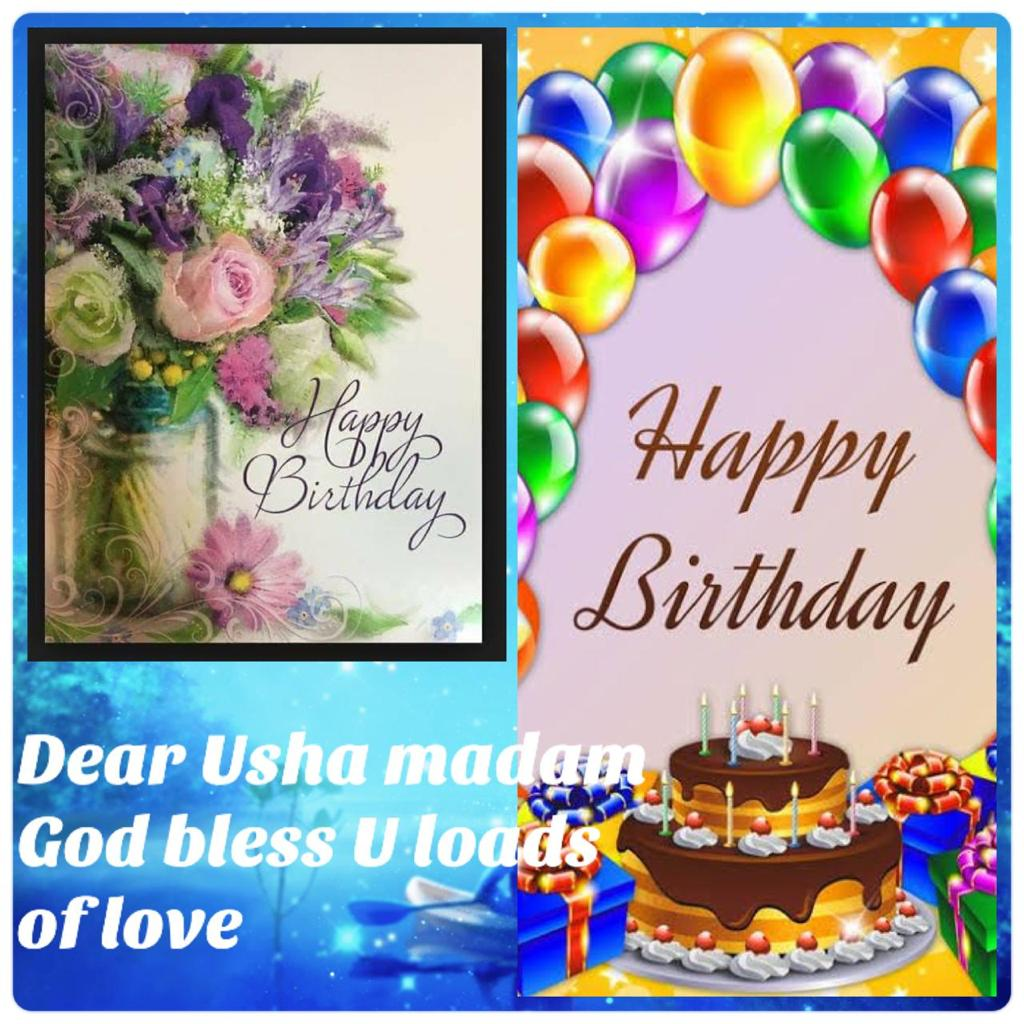 Happy
Birthday
Happy
Birthday
Dear Usha madam
God bless U loads
of love